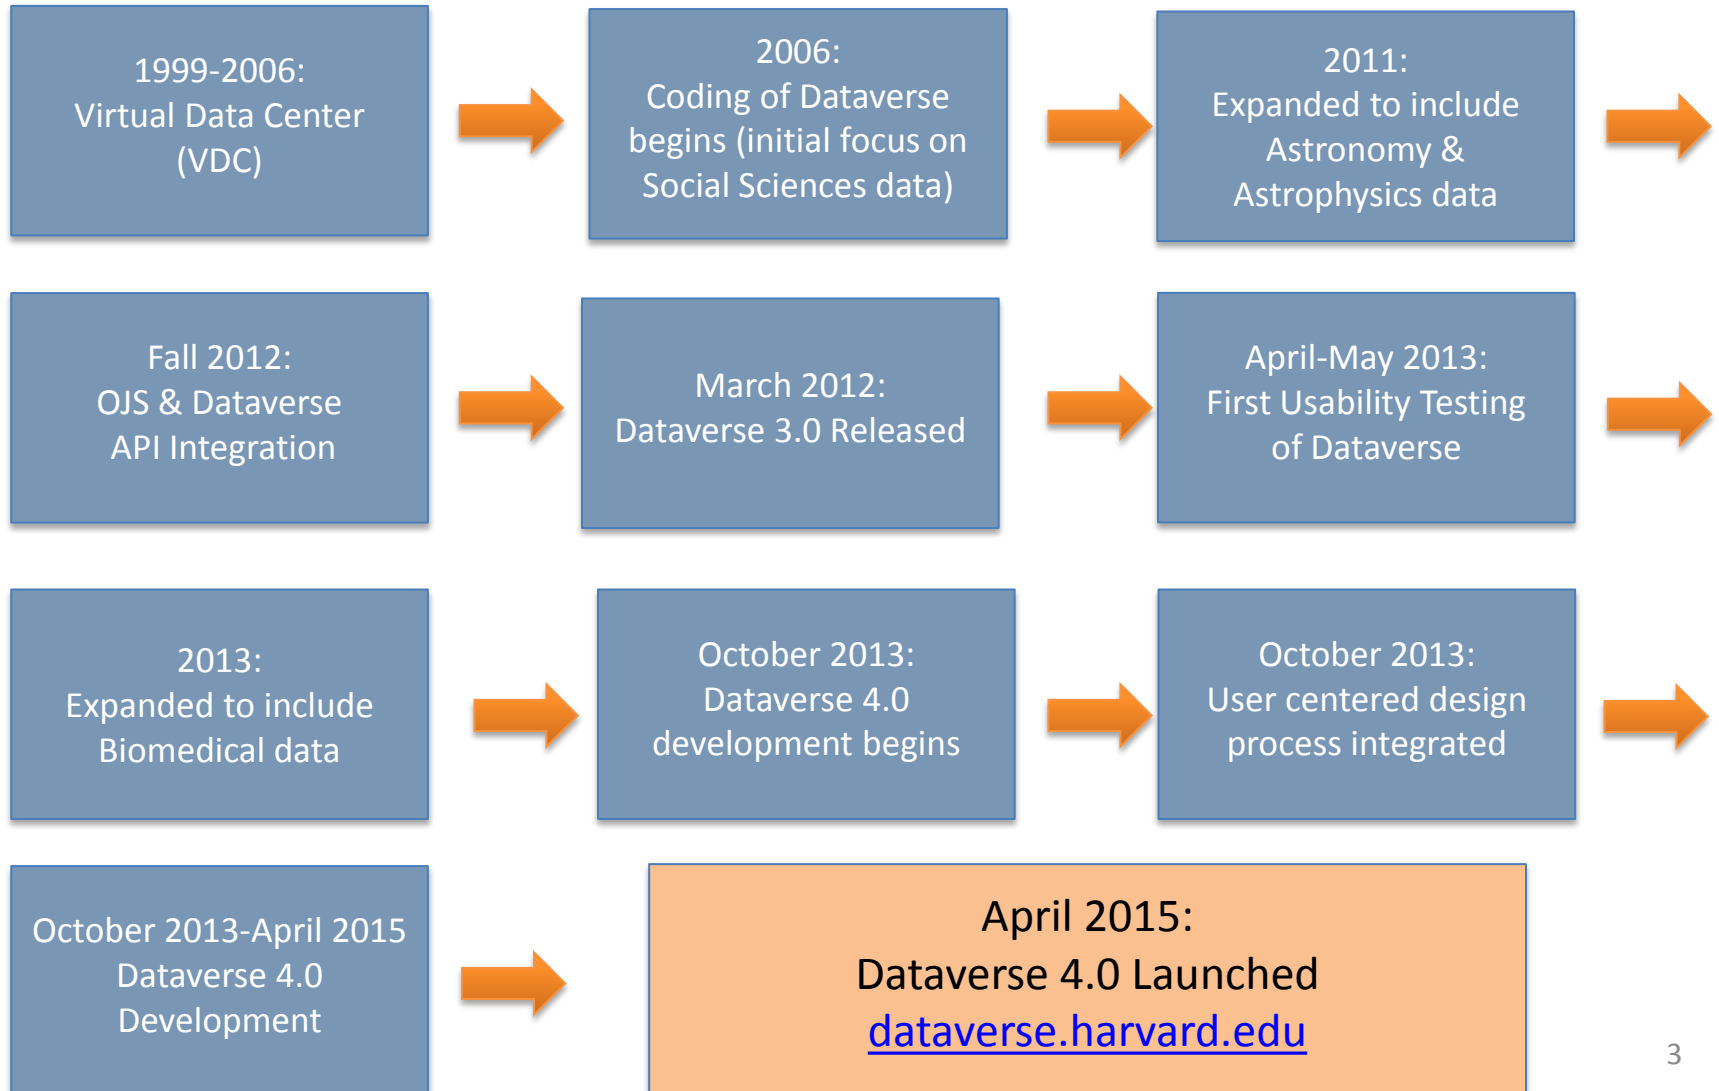 1999-2006:
Virtual Data Center
(VDC)
2006:
Coding of Dataverse
begins (initial focus on
Social Sciences data)
2011:
Expanded to include
Astronomy &
Astrophysics data
Fall 2012:
OJS & Dataverse
API Integration
March 2012:
Dataverse 3.0 Released
April-May 2013:
First Usability Testing
of Dataverse
2013:
Expanded to include
Biomedical data
October 2013:
Dataverse 4.0
development begins
October 2013:
User centered design
process integrated
October 2013-April 2015
Dataverse 4.0
Development
April 2015:
Dataverse 4.0 Launched
dataverse.harvard.edu
3